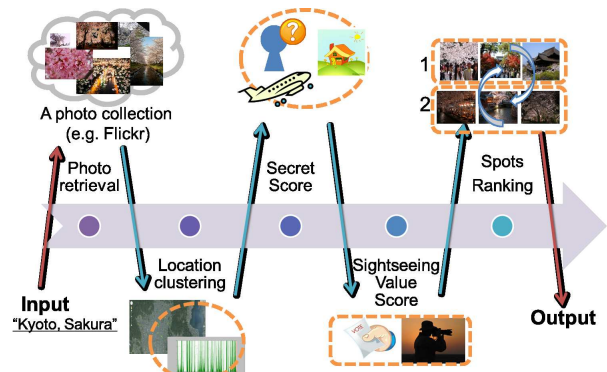 A photo collection
(e.g. Flickr)
?
1
2
Photo
retrieval
Secret
Score
Spots
Ranking
Location
clustering
Sightseeing
Value
Score
Input
"Kyoto, Sakura"
VOTE
Output